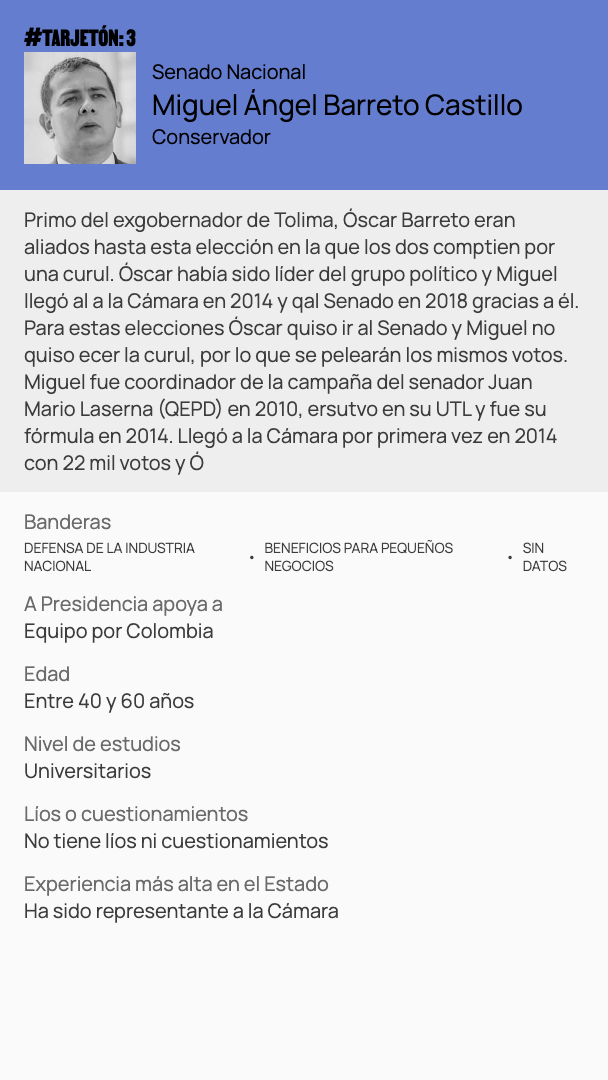 #TARJETÓN: 3
Senado Nacional
Miguel Ángel Barreto Castillo
Conservador
Primo del exgobernador de Tolima, Óscar Barreto eran
aliados hasta esta elección en la que los dos comptien por
una curul. Óscar había sido líder del grupo político y Miguel
llegó al a la Cámara en 2014 y qal Senado en 2018 gracias a él.
Para estas elecciones Óscar quiso ir al Senado y Miguel no
quiso ecer la curul, por lo que se pelearán los mismos votos.
Miguel fue coordinador de la campaña del senador Juan
Mario Laserna (QEPD) en 2010, ersutvo en su UTL y fue su
fórmula en 2014. Llegó a la Cámara por primera vez en 2014
con 22 mil votos y Ó
Banderas
DEFENSA DE LA INDUSTRIA
NACIONAL
• BENEFICIOS PARA PEQUEÑOS
NEGOCIOS
• SIN
DATOS
A Presidencia apoya a
Equipo por Colombia
Edad
Entre 40 y 60 años
Nivel de estudios
Universitarios
Líos o cuestionamientos
No tiene líos ni cuestionamientos
Experiencia más alta en el Estado
Ha sido representante a la Cámara